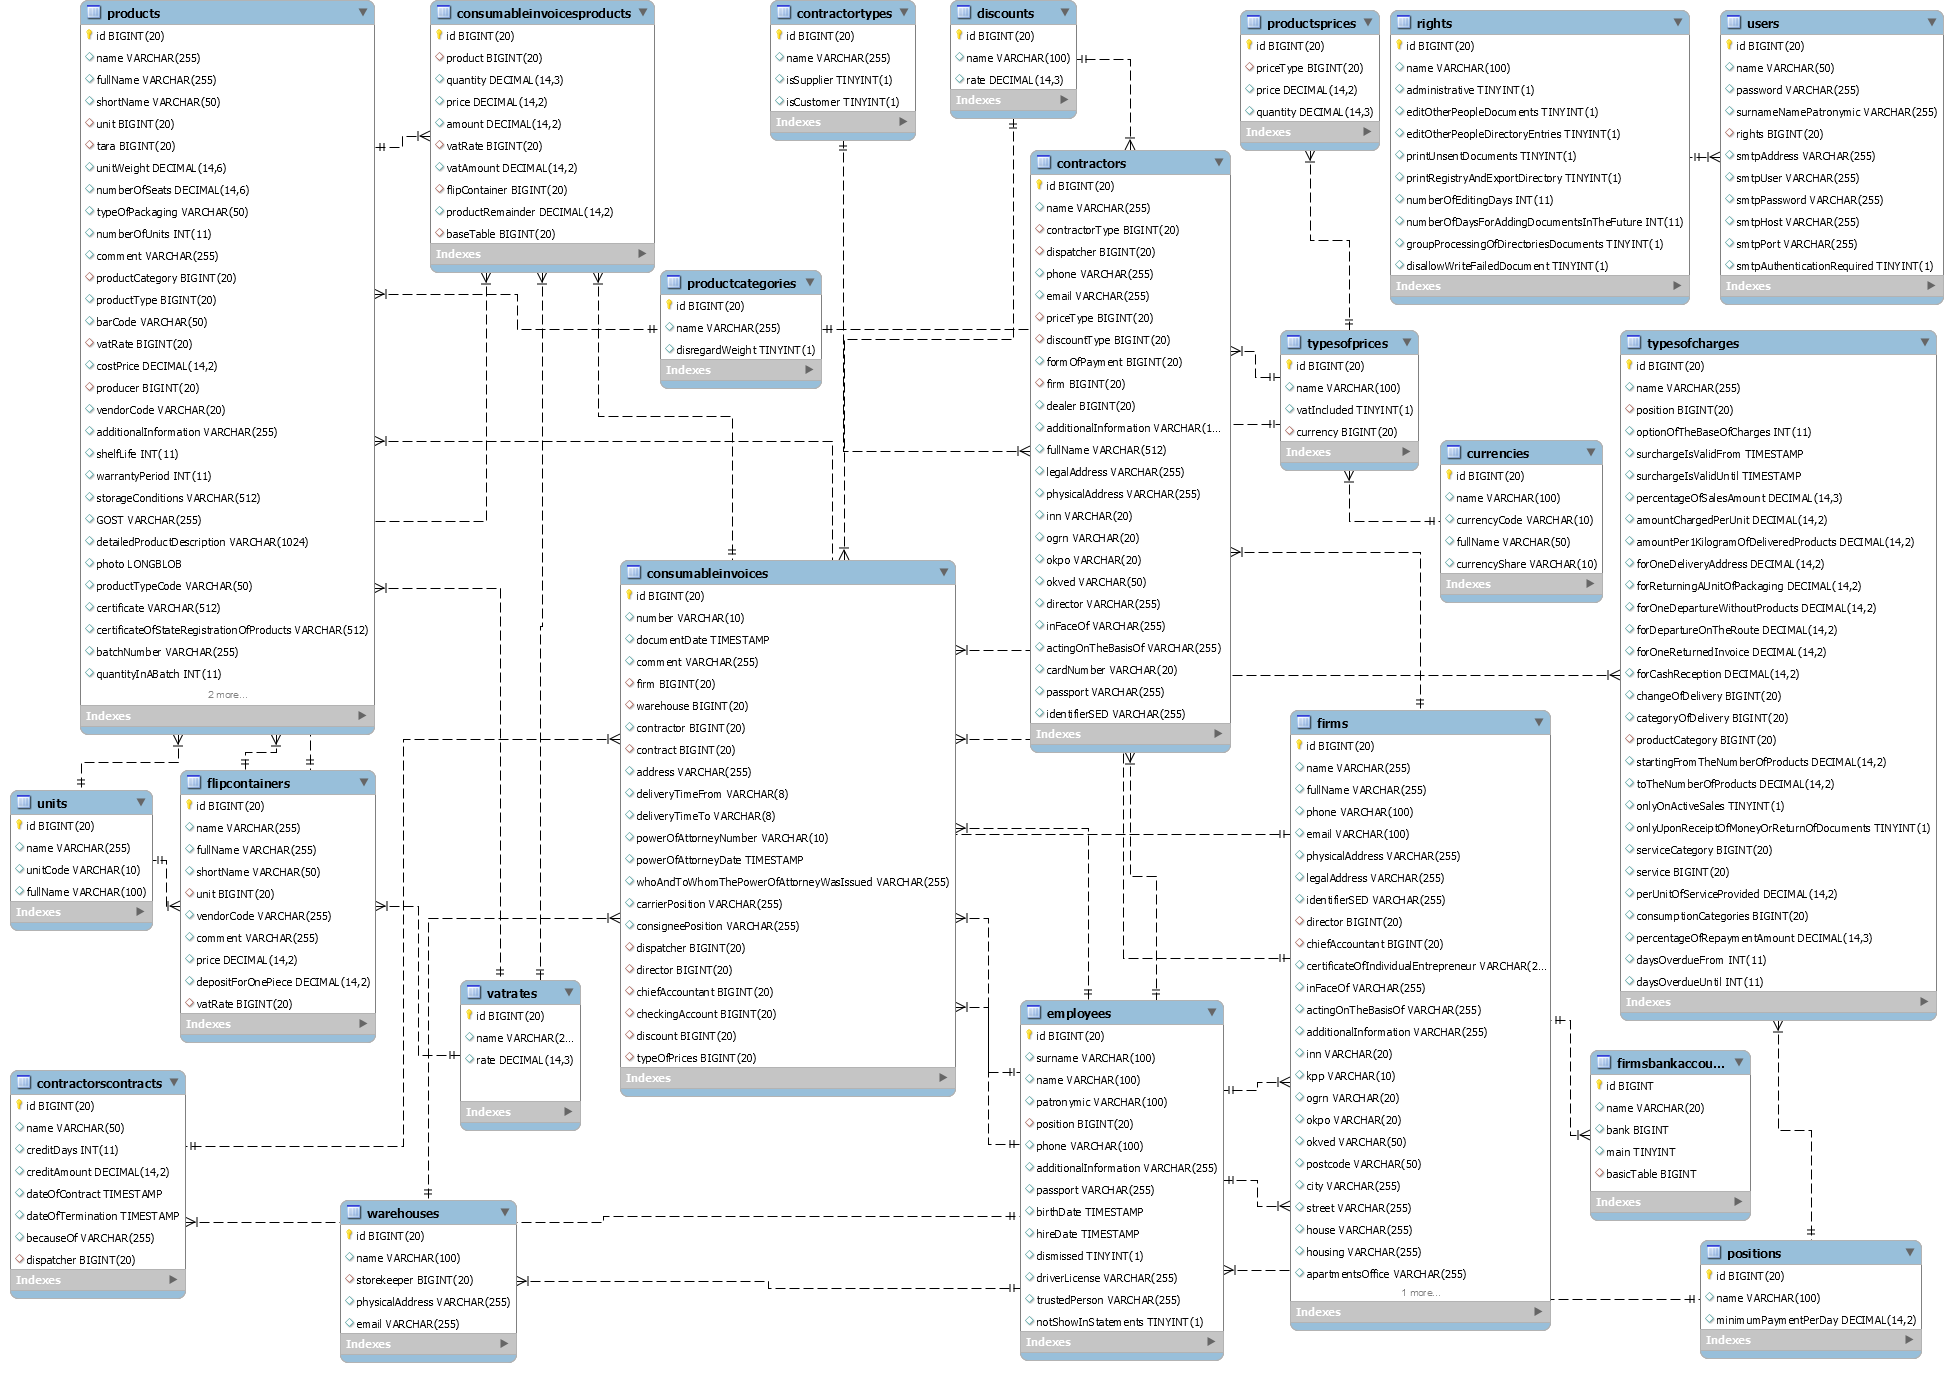 products
id BIGINT(20)
name VARCHAR(255)
fullName VARCHAR(255)
shortName VARCHAR(50)
unit BIGINT(20)
tara BIGINT(20)
unitWeight DECIMAL(14,6)
numberOfSeats DECIMAL(14,6)
typeOfPackaging VARCHAR(50)
numberOfUnits INT(11)
comment VARCHAR(255)
productCategory BIGINT(20)
productType BIGINT(20)
barCode VARCHAR(50)
vatRate BIGINT(20)
costPrice DECIMAL(14,2)
producer BIGINT(20)
vendorCode VARCHAR(20)
additionalInformation VARCHAR(255)
shelfLife INT(11)
warrantyPeriod INT(11)
storageConditions VARCHAR(512)
GOST VARCHAR(255)
detailedProductDescription VARCHAR(1024)
photo LONGBLOB
productTypeCode VARCHAR(50)
certificate VARCHAR(512)
certificateOfStateRegistrationOfProducts VARCHAR(512)
batchNumber VARCHAR(255)
quantityInABatch INT(11)
2 more...
Indexes
consumableinvoicesproducts
id BIGINT(20)
product BIGINT(20)
quantity DECIMAL(14,3)
price DECIMAL(14,2)
amount DECIMAL(14,2)
vatRate BIGINT(20)
vatAmount DECIMAL(14,2)
flipContainer BIGINT(20)
productRemainder DECIMAL(14,2)
baseTable BIGINT(20)
Indexes
contractortypes
id BIGINT(20)
name VARCHAR(255)
isSupplier TINYINT(1)
isCustomer TINYINT(1)
Indexes
discounts
id BIGINT(20)
name VARCHAR(100)
rate DECIMAL(14,3)
Indexes
productsprices
id BIGINT(20)
priceType BIGINT(20)
price DECIMAL(14,2)
quantity DECIMAL(14,3)
Indexes
rights
id BIGINT(20)
name VARCHAR(100)
administrative TINYINT(1)
editOtherPeopleDocuments TINYINT(1)
editOtherPeopleDirectoryEntries TINYINT(1)
printUnsentDocuments TINYINT(1)
printRegistryAndExportDirectory TINYINT(1)
numberOfEditingDays INT(11)
numberOfDaysForAddingDocumentsInTheFuture INT(11)
groupProcessingOfDirectoriesDocuments TINYINT(1)
disallowWriteFailedDocument TINYINT(1)
Indexes
users
id BIGINT(20)
name VARCHAR(50)
password VARCHAR(255)
surnameNamePatronymic VARCHAR(255)
rights BIGINT(20)
smtpAddress VARCHAR(255)
smtpUser VARCHAR(255)
smtpPassword VARCHAR(255)
smtpHost VARCHAR(255)
smtpPort VARCHAR(255)
smtpAuthenticationRequired TINYINT(1)
Indexes
contractors
id BIGINT(20)
name VARCHAR(255)
contractorType BIGINT(20)
dispatcher BIGINT(20)
phone VARCHAR(255)
email VARCHAR(255)
priceType BIGINT(20)
discountType BIGINT(20)
formOfPayment BIGINT(20)
firm BIGINT(20)
dealer BIGINT(20)
additionalInformation VARCHAR(1...
fullName VARCHAR(512)
legalAddress VARCHAR(255)
physicalAddress VARCHAR(255)
inn VARCHAR(20)
ogrn VARCHAR(20)
okpo VARCHAR(20)
okved VARCHAR(50)
director VARCHAR(255)
inFaceOf VARCHAR(255)
actingOnTheBasisOf VARCHAR(255)
cardNumber VARCHAR(20)
passport VARCHAR(255)
identifierSED VARCHAR(255)
Indexes
productcategories
id BIGINT(20)
name VARCHAR(255)
disregardWeight TINYINT(1)
Indexes
typesofprices
id BIGINT(20)
name VARCHAR(100)
vatIncluded TINYINT(1)
currency BIGINT(20)
Indexes
currencies
id BIGINT(20)
name VARCHAR(100)
currencyCode VARCHAR(10)
fullName VARCHAR(50)
currencyShare VARCHAR(10)
Indexes
typesofcharges
id BIGINT(20)
name VARCHAR(255)
position BIGINT(20)
optionOfTheBaseOfCharges INT(11)
surchargeIsValidFrom TIMESTAMP
surchargeIsValidUntil TIMESTAMP
percentageOfSalesAmount DECIMAL(14,3)
amountChargedPerUnit DECIMAL(14,2)
amountPer1KilogramOfDeliveredProducts DECIMAL(14,2)
forOneDeliveryAddress DECIMAL(14,2)
forReturningAUnitOfPackaging DECIMAL(14,2)
forOneDepartureWithoutProducts DECIMAL(14,2)
forDepartureOnTheRoute DECIMAL(14,2)
forOneReturnedInvoice DECIMAL(14,2)
forCashReception DECIMAL(14,2)
changeOfDelivery BIGINT(20)
categoryOfDelivery BIGINT(20)
productCategory BIGINT(20)
startingFromTheNumberOfProducts DECIMAL(14,2)
toTheNumberOfProducts DECIMAL(14,2)
onlyOnActiveSales TINYINT(1)
onlyUponReceiptOfMoneyOrReturnOfDocuments TINYINT(1)
serviceCategory BIGINT(20)
service BIGINT(20)
perUnitOfServiceProvided DECIMAL(14,2)
consumptionCategories BIGINT(20)
percentageOfRepaymentAmount DECIMAL(14,3)
daysOverdueFrom INT(11)
daysOverdueUntil INT(11)
Indexes
consumableinvoices
id BIGINT(20)
number VARCHAR(10)
documentDate TIMESTAMP
comment VARCHAR(255)
firm BIGINT(20)
warehouse BIGINT(20)
contractor BIGINT(20)
contract BIGINT(20)
address VARCHAR(255)
deliveryTimeFrom VARCHAR(8)
deliveryTimeTo VARCHAR(8)
powerOfAttorneyNumber VARCHAR(10)
powerOfAttorneyDate TIMESTAMP
whoAndToWhomThePowerOfAttorneyWasIssued VARCHAR(255)
carrierPosition VARCHAR(255)
consigneePosition VARCHAR(255)
dispatcher BIGINT(20)
director BIGINT(20)
chiefAccountant BIGINT(20)
checkingAccount BIGINT(20)
discount BIGINT(20)
typeOfPrices BIGINT(20)
Indexes
firms
id BIGINT(20)
name VARCHAR(255)
fullName VARCHAR(255)
phone VARCHAR(100)
email VARCHAR(100)
physicalAddress VARCHAR(255)
legalAddress VARCHAR(255)
identifierSED VARCHAR(255)
director BIGINT(20)
chiefAccountant BIGINT(20)
certificateOfIndividualEntrepreneur VARCHAR(2...
inFaceOf VARCHAR(255)
actingOnTheBasisOf VARCHAR(255)
additionalInformation VARCHAR(255)
inn VARCHAR(20)
kpp VARCHAR(10)
ogrn VARCHAR(20)
okpo VARCHAR(20)
okved VARCHAR(50)
postcode VARCHAR(50)
city VARCHAR(255)
street VARCHAR(255)
house VARCHAR(255)
housing VARCHAR(255)
apartmentsOffice VARCHAR(255)
1 more...
Indexes
units
id BIGINT(20)
name VARCHAR(255)
unitCode VARCHAR(10)
fullName VARCHAR(100)
Indexes
flipcontainers
id BIGINT(20)
name VARCHAR(255)
fullName VARCHAR(255)
shortName VARCHAR(50)
unit BIGINT(20)
vendorCode VARCHAR(255)
comment VARCHAR(255)
price DECIMAL(14,2)
depositForOnePiece DECIMAL(14,2)
vatRate BIGINT(20)
Indexes
vatrates
id BIGINT(20)
name VARCHAR(2...
rate DECIMAL(14,3)
Indexes
employees
id BIGINT(20)
surname VARCHAR(100)
name VARCHAR(100)
patronymic VARCHAR(100)
position BIGINT(20)
phone VARCHAR(100)
additionalInformation VARCHAR(255)
passport VARCHAR(255)
birthDate TIMESTAMP
hireDate TIMESTAMP
dismissed TINYINT(1)
driverLicense VARCHAR(255)
trustedPerson VARCHAR(255)
notShowInStatements TINYINT(1)
Indexes
firmsbankaccou...
id BIGINT
name VARCHAR(20)
bank BIGINT
main TINYINT
basicTable BIGINT
Indexes
contractorscontracts
id BIGINT(20)
name VARCHAR(50)
creditDays INT(11)
creditAmount DECIMAL(14,2)
dateOfContract TIMESTAMP
dateOfTermination TIMESTAMP
becauseOf VARCHAR(255)
dispatcher BIGINT(20)
Indexes
warehouses
id BIGINT(20)
name VARCHAR(100)
storekeeper BIGINT(20)
physicalAddress VARCHAR(255)
email VARCHAR(255)
Indexes
positions
id BIGINT(20)
name VARCHAR(100)
minimumPaymentPerDay DECIMAL(14,2)
Indexes